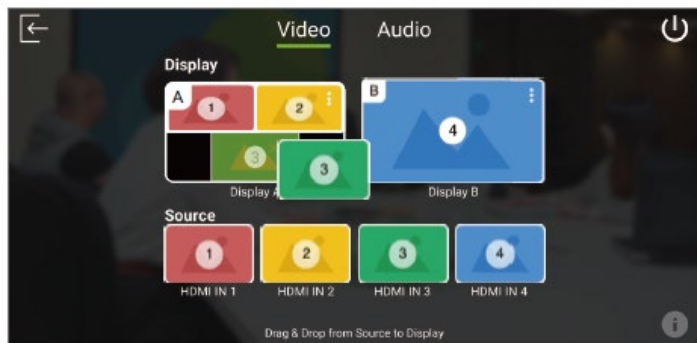 Video Audio
Display
A 1 2 B
4
3 3
Display A Display B
Source
1 2 3 4
HDMI IN 1 HDMI IN 2 HDMI IN 3 HDMI IN 4
Drag & Drop from Source to Display
i